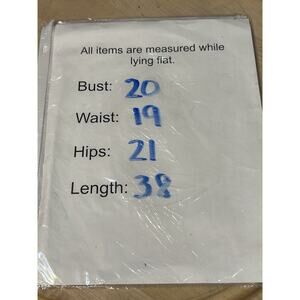 All items are measured while
lying flat.
Bust: 20
Waist: 19
Hips: 21
Length: 38